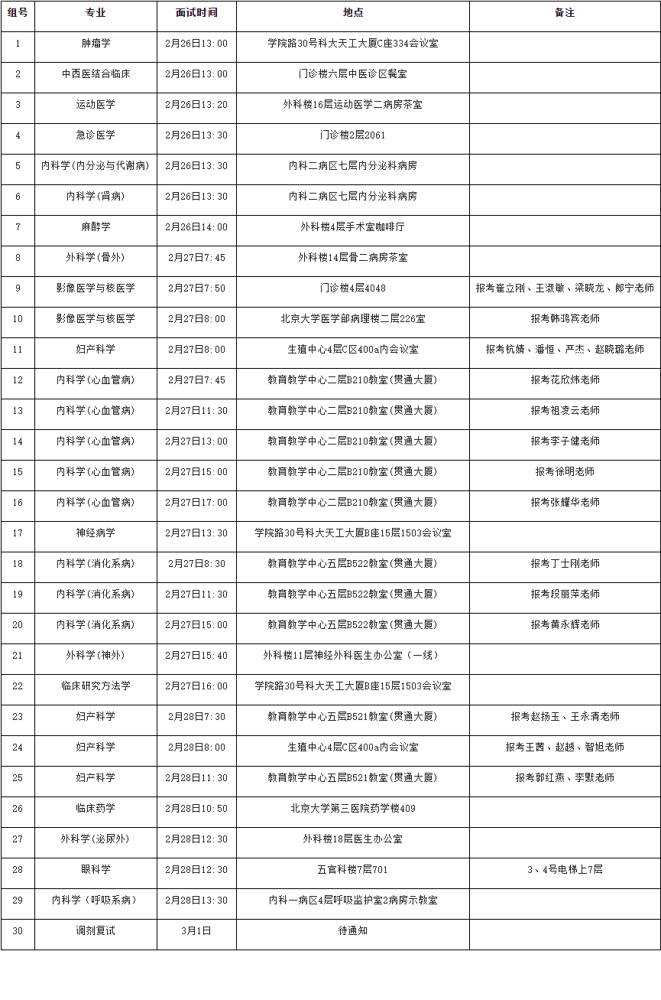 组号 专业 面试时间 地点 备注
1 肿瘤学 2月26日13:00 学院路30号科大天工大厦C座334会议室
2 中西医结合临床 2月26日13:00 门诊楼六层中医诊区餐室
3 运动医学 2月26日13:20 外科楼16层运动医学二病房茶室
4 急诊医学 2月26日13:30 门诊楼2层2061
5 内科学(内分泌与代谢病) 2月26日13:30 内科二病区七层内分泌科病房
6 内科学(肾病) 2月26日13:30 内科二病区七层内分泌科病房
7 麻醉学 2月26日14:00 外科楼4层手术室咖啡厅
8 外科学(骨外) 2月27日7:45 外科楼14层骨二病房茶室
9 影像医学与核医学 2月27日7:50 门诊楼4层4048 报考崔立刚、王淑敏、梁晓龙、郎宁老师
10 影像医学与核医学 2月27日8:00 北京大学医学部病理楼二层226室 报考韩鸿宾老师
11 妇产科学 2月27日8:00 生殖中心4层C区400a内会议室 报考杭婧、潘恒、严杰、赵晓璐老师
12 内科学(心血管病) 2月27日7:45 教育教学中心二层B210教室(贯通大厦) 报考花欣炜老师
13 内科学(心血管病) 2月27日11:30 教育教学中心二层B210教室(贯通大厦) 报考祖凌云老师
14 内科学(心血管病) 2月27日13:00 教育教学中心二层B210教室(贯通大厦) 报考李子健老师
15 内科学(心血管病) 2月27日15:00 教育教学中心二层B210教室(贯通大厦) 报考徐明老师
16 内科学(心血管病) 2月27日17:00 教育教学中心二层B210教室(贯通大厦) 报考张耀华老师
17 神经病学 2月27日13:30 学院路30号科大天工大厦B座15层1503会议室
18 内科学(消化系病) 2月27日8:30 教育教学中心五层B522教室(贯通大厦) 报考丁士刚老师
19 内科学(消化系病) 2月27日11:30 教育教学中心五层B522教室(贯通大厦) 报考段丽萍老师
20 内科学(消化系病) 2月27日15:00 教育教学中心五层B522教室(贯通大厦) 报考黄永辉老师
21 外科学(神外) 2月27日15:40 外科楼11层神经外科医生办公室（一线）
22 临床研究方法学 2月27日16:00 学院路30号科大天工大厦B座15层1503会议室
23 妇产科学 2月28日7:30 教育教学中心五层B521教室(贯通大厦) 报考赵扬玉、王永清老师
24 妇产科学 2月28日8:00 生殖中心4层C区400a内会议室 报考王茜、赵越、智旭老师
25 妇产科学 2月28日11:30 教育教学中心五层B521教室(贯通大厦) 报考郭红燕、李默老师
26 临床药学 2月28日10:50 北京大学第三医院药学楼409
27 外科学(泌尿外) 2月28日12:30 外科楼18层医生办公室
28 眼科学 2月28日12:30 五官科楼7层701 3、4号电梯上7层
29 内科学（呼吸系病） 2月28日13:30 内科一病区4层呼吸监护室2病房示教室
30 调剂复试 3月1日 待通知